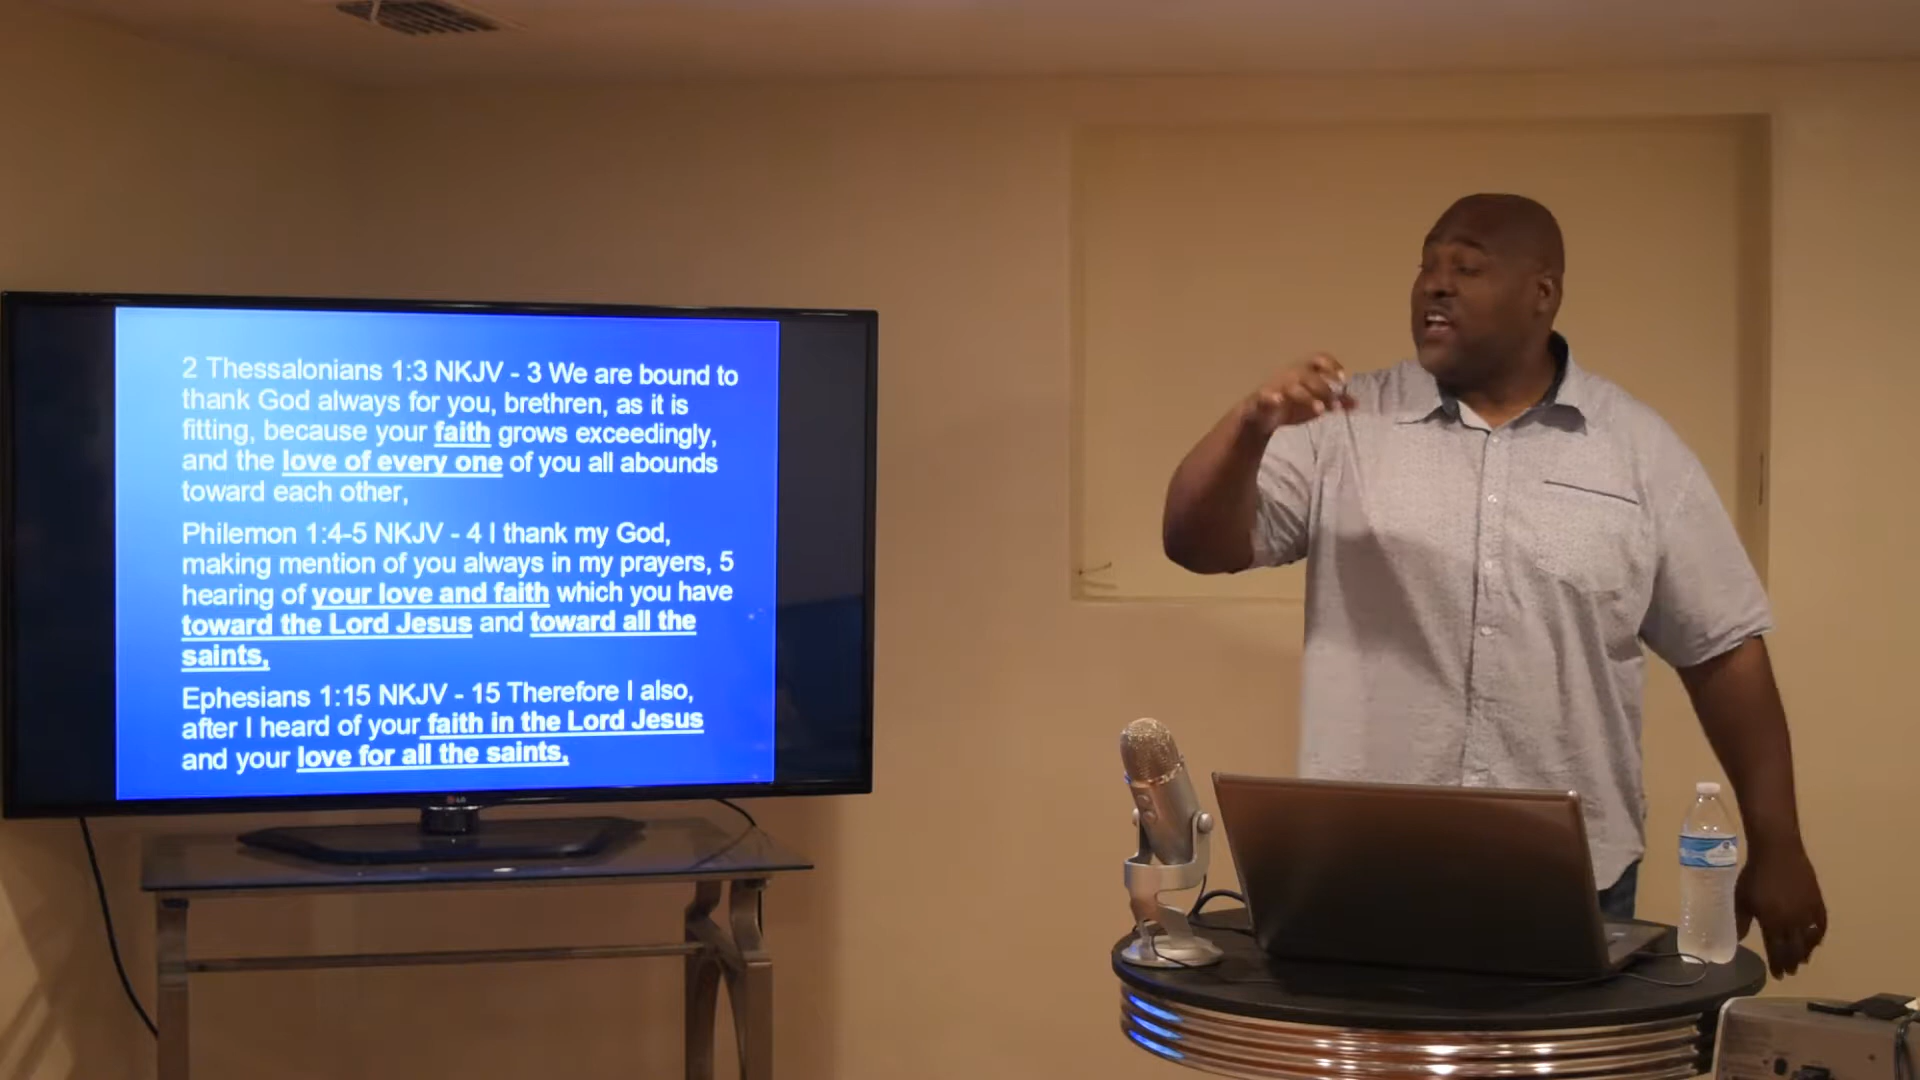 2 Thessalonians 1:3 NKJV - 3 We are bound to
thank God always for you, brethren, as it is
fitting, because your faith grows exceedingly,
and the love of every one of you all abounds
toward each other,
Philemon 1:4-5 NKJV - 4 I thank my God,
making mention of you always in my prayers, 5
hearing of your love and faith which you have
toward the Lord Jesus and toward all the
saints,
Ephesians 1:15 NKJV - 15 Therefore I also,
after I heard of your faith in the Lord Jesus
and your love for all the saints,
LG